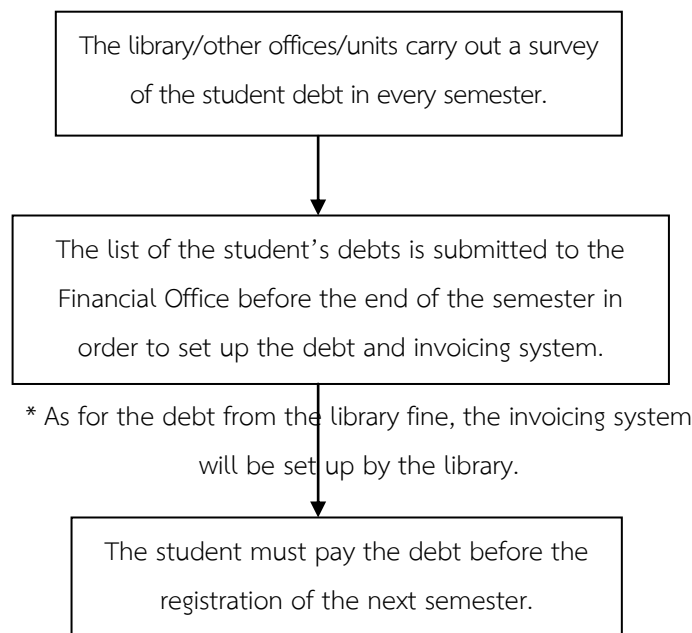 The library/other offices/units carry out a survey
of the student debt in every semester.
The list of the student’s debts is submitted to the
Financial Office before the end of the semester in
order to set up the debt and invoicing system.
* As for the debt from the library fine, the invoicing system
will be set up by the library.
The student must pay the debt before the
registration of the next semester.